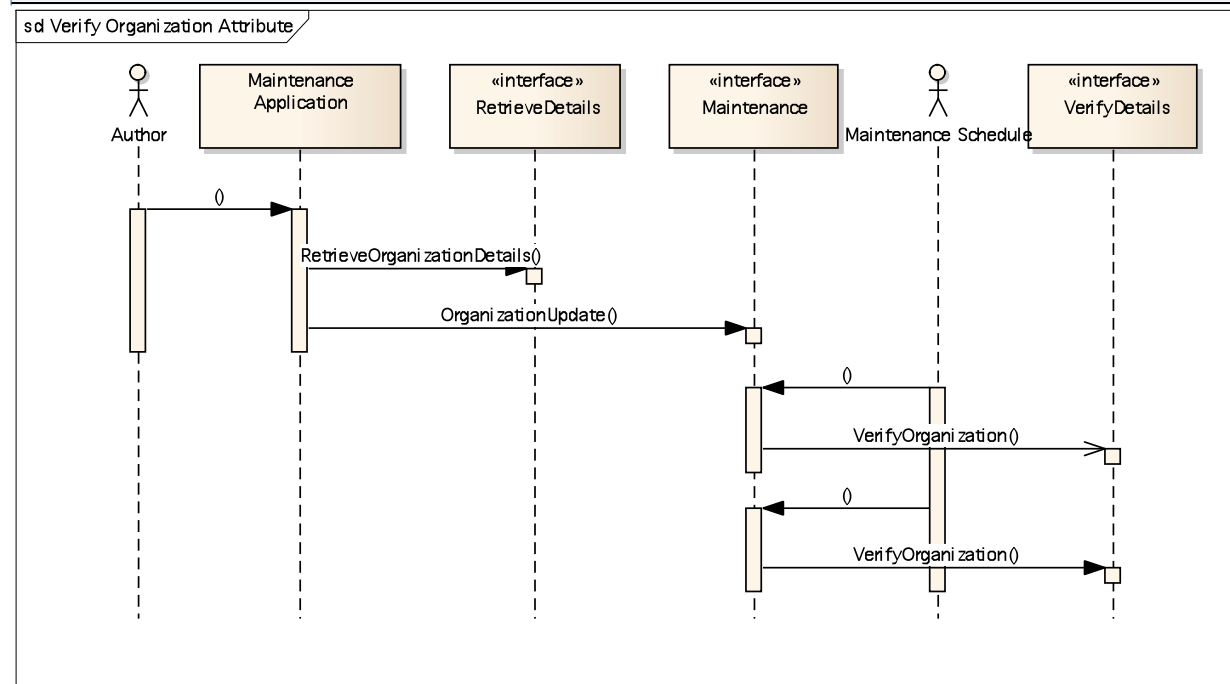 sd Verify Organization Attribute
Author
Maintenance
Application
«interface»
RetrieveDetails
«interface»
Maintenance
Maintenance Schedule
«interface»
VerifyDetails
()
RetrieveOrganizationDetails()
OrganizationUpdate()
()
VerifyOrganization()
()
VerifyOrganization()